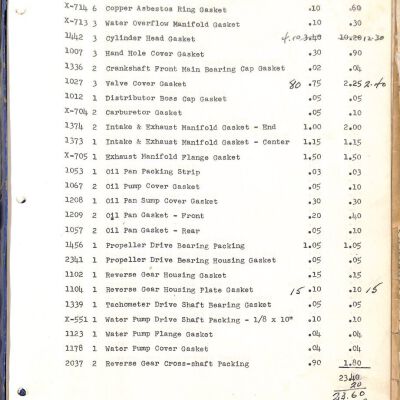 X-714 6 Copper Asbestos Ring Gasket .10 .60
X-713 3 Water Overflow Manifold Gasket .10 .30
1442 3 Cylinder Head Gasket 4.10 3.40 10.20 12.30
1007 3 Hand Hole Cover Gasket .30 .90
1336 2 Crankshaft Front Main Bearing Cap Gasket .02 .04
1027 3 Valve Cover Gasket 80 .75 2.25 2.40
1012 1 Distributor Boss Cap Gasket .05 .05
X-704 2 Carburetor Gasket .05 .10
1374 2 Intake & Exhaust Manifold Gasket - End 1.00 2.00
1373 1 Intake & Exhaust Manifold Gasket - Center 1.15 1.15
X-705 1 Exhaust Manifold Flange Gasket 1.50 1.50
1053 1 Oil Pan Packing Strip .03 .03
1067 2 Oil Pump Cover Gasket .05 .10
1208 1 Oil Pan Sump Cover Gasket .30 .30
1209 2 Oil Pan Gasket - Front .20 .40
1057 2 Oil Pan Gasket - Rear .05 .10
1456 1 Propeller Drive Bearing Packing 1.05 1.05
2341 1 Propeller Drive Bearing Housing Gasket .05 .05
1102 1 Reverse Gear Housing Gasket .15 .15
1104 1 Reverse Gear Housing Plate Gasket 15 .10 .10 15
1339 1 Tachometer Drive Shaft Gasket .05 .05
X-551 1 Water Pump Drive Shaft Packing - 1/8 x 10" .10 .10
1123 1 Water Pump Flange Gasket .04 .04
1178 1 Water Pump Cover Gasket .04 .04
2037 2 Reverse Gear Cross-shaft Packing .90 1.80
23.40
20
23.60